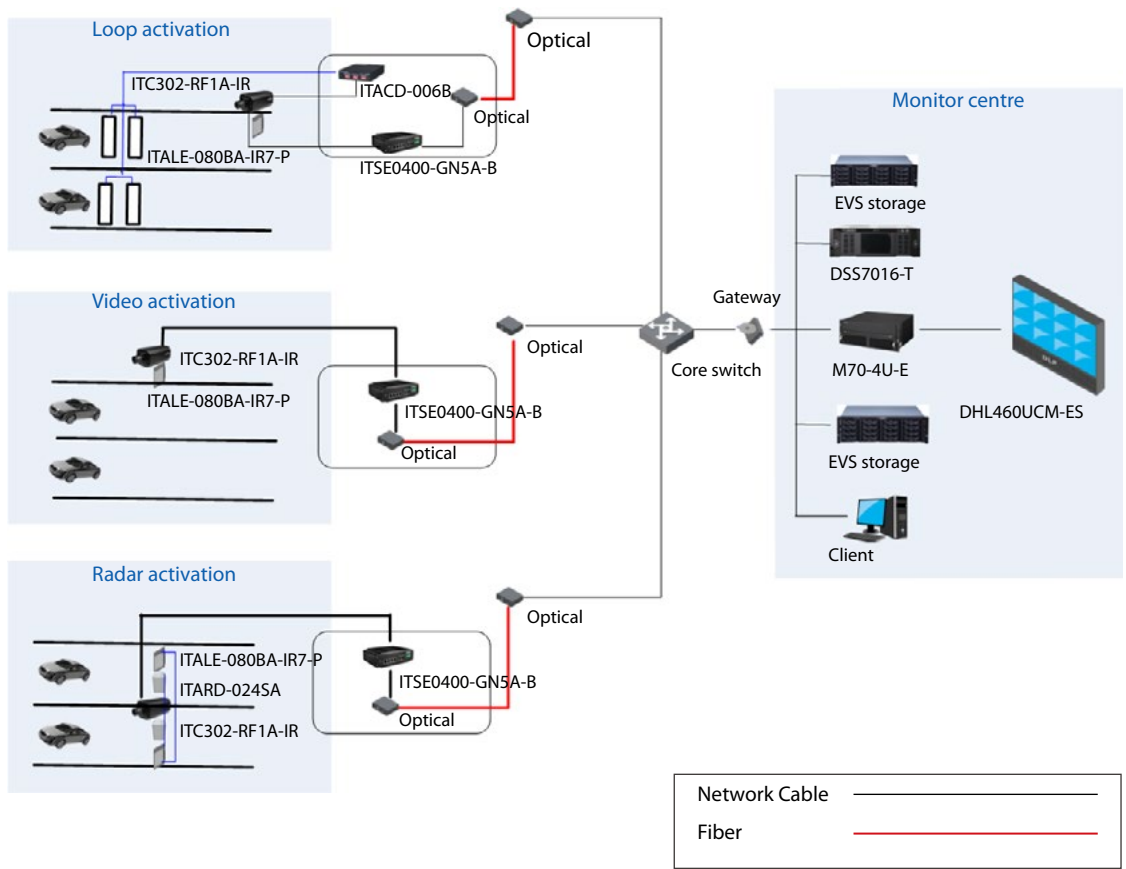 Loop activation
ITC302-RF1A-IR
ITACD-006B
Optical
Optical
ITALE-080BA-IR7-P
ITSE0400-GN5A-B
Video activation
ITC302-RF1A-IR
ITALE-080BA-IR7-P
ITSE0400-GN5A-B
Optical
Optical
Radar activation
ITALE-080BA-IR7-P
ITARD-024SA
ITC302-RF1A-IR
ITSE0400-GN5A-B
Optical
Optical
Core switch
Gateway
Monitor centre
EVS storage
DSS7016-T
M70-4U-E
DHL460UCM-ES
EVS storage
Client
Network Cable
Fiber